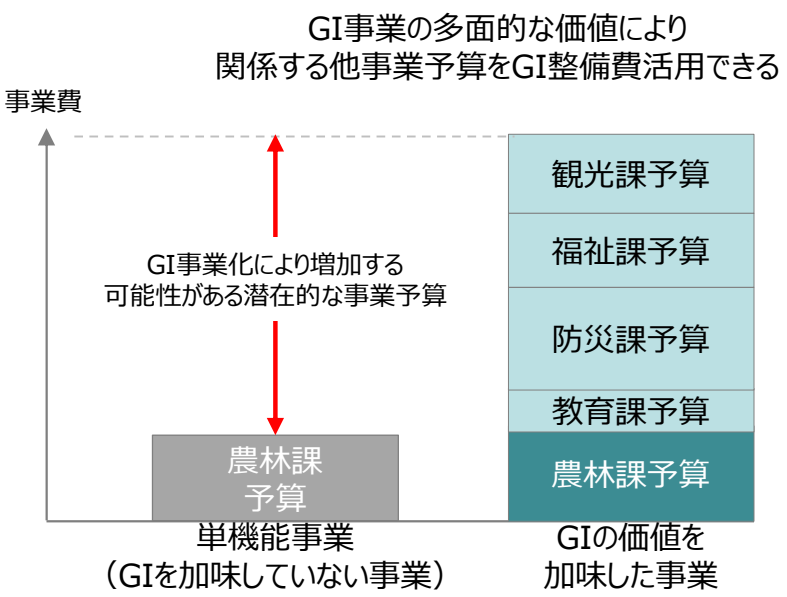 GI事業の多面的な価値により
関係する他事業予算をGI整備費活用できる
事業費
観光課予算
福祉課予算
GI事業化により増加する
可能性がある潜在的な事業予算
防災課予算
教育課予算
農林課
予算
農林課予算
単機能事業
（GIを加味していない事業）
GIの価値を
加味した事業